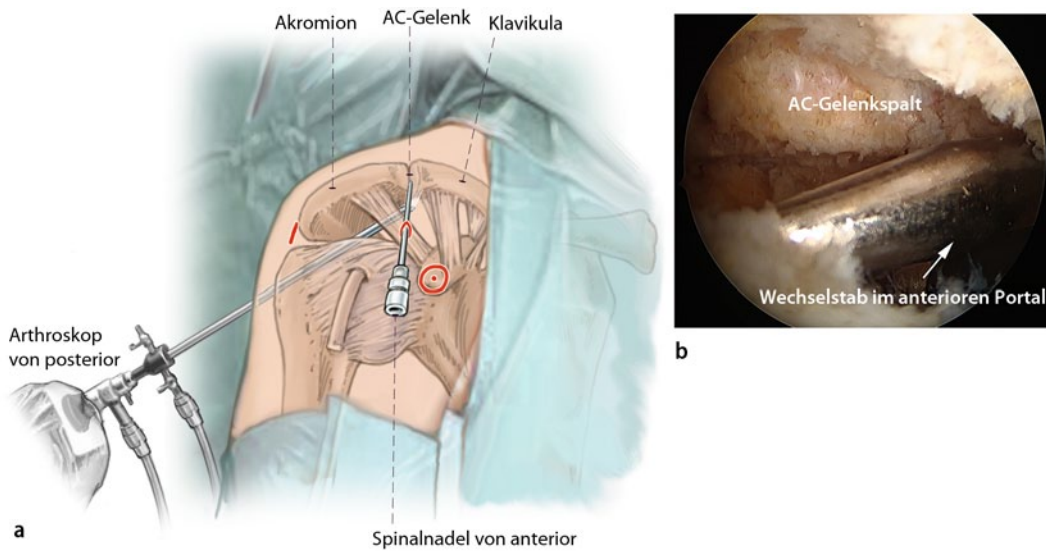 Akromion
AC-Gelenk
Klavikula
Arthroskop
von posterior
Spinalnadel von anterior
a
AC-Gelenkspalt
Wechselstab im anterioren Portal
b